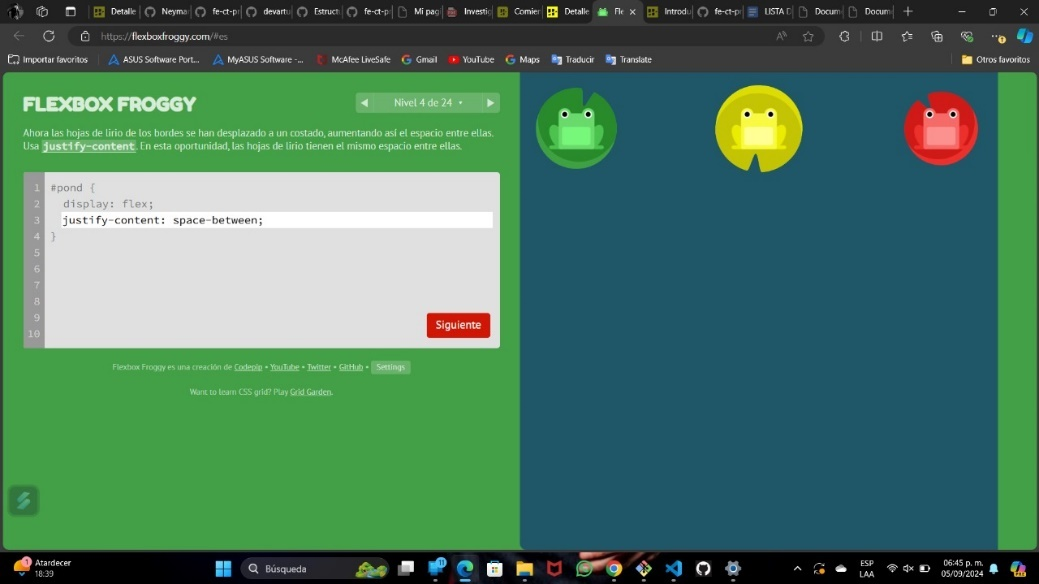 Detalle
Neyma
fe-ct-pr
devartu
Estruct
fe-ct-pr
Mi pag
Investig
Comier
Detalle
Fle
Introdu
fe-ct-pr
LISTA D
Docum
Docum
https://flexboxfroggy.com/#es
Importar favoritos
ASUS Software Port...
MyASUS Software -...
McAfee LiveSafe
Gmail
YouTube
Maps
Traducir
Translate
Otros favoritos
FLEXBOX FROGGY
Nivel 4 de 24
Ahora las hojas de lirio de los bordes se han desplazado a un costado, aumentando así el espacio entre ellas.
Usa justify-content. En esta oportunidad, las hojas de lirio tienen el mismo espacio entre ellas.
1 #pond {
2 display: flex;
3 justify-content: space-between;
4 }
5
6
7
8
9
10
Siguiente
Flexbox Froggy es una creación de Codepip • YouTube • Twitter • GitHub • Settings
Want to learn CSS grid? Play Grid Garden.
Atardecer
18:39
Búsqueda
ESP
LAA
06:45 p. m.
05/09/2024